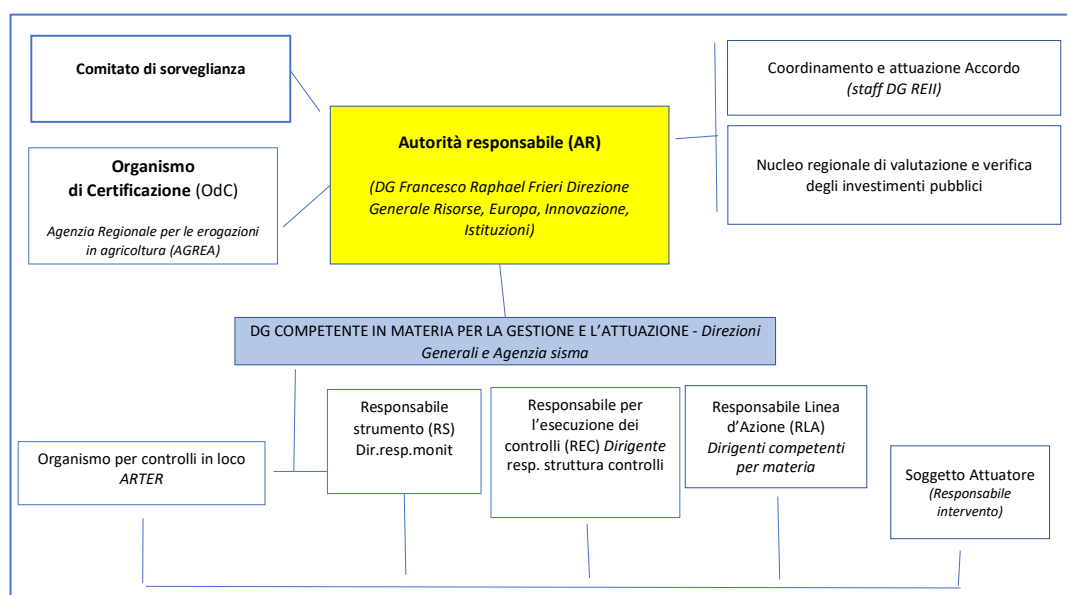 Comitato di sorveglianza
Coordinamento e attuazione Accordo
(staff DG REII)
Autorità responsabile (AR)
(DG Francesco Raphael Frieri Direzione
Generale Risorse, Europa, Innovazione,
Istituzioni)
Organismo
di Certificazione (OdC)
Agenzia Regionale per le erogazioni
in agricoltura (AGREA)
Nucleo regionale di valutazione e verifica
degli investimenti pubblici
DG COMPETENTE IN MATERIA PER LA GESTIONE E L’ATTUAZIONE - Direzioni
Generali e Agenzia sisma
Organismo per controlli in loco
ARTER
Responsabile
strumento (RS)
Dir.resp.monit
Responsabile per
l’esecuzione dei
controlli (REC) Dirigente
resp. struttura controlli
Responsabile Linea
d’Azione (RLA)
Dirigenti competenti
per materia
Soggetto Attuatore
(Responsabile
intervento)